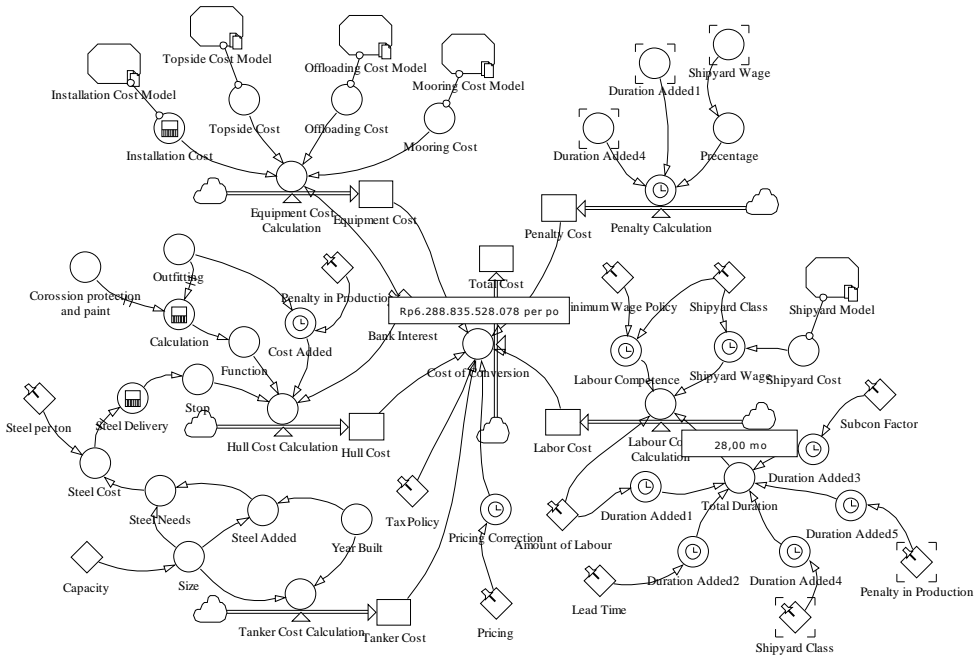 Topside Cost Model
Offloading Cost Model
Installation Cost Model
Mooring Cost Model
Shipyard Wage
Duration Added1
Topside Cost
Offloading Cost
Mooring Cost
Installation Cost
Duration Added4
Precentage
Equipment Cost
Calculation
Equipment Cost
Penalty Cost
Penalty Calculation
Outfitting
Corossion protection
and paint
Penalty in Production
Total Cost
Rp6.288.835.528.078 per po
inimum Wage Policy
Shipyard Class
Shipyard Model
Calculation
Cost Added
Bank Interest
Function
Cost of Conversion
Labour Competence
Shipyard Wage
Shipyard Cost
Steel per ton
Steel Delivery
Stop
Hull Cost Calculation
Hull Cost
Labor Cost
Labour Co
Calculation
28,00 mo
Subcon Factor
Steel Cost
Duration Added3
Total Duration
Steel Needs
Steel Added
Year Built
Tax Policy
Pricing Correction
Amount of Labour
Duration Added1
Duration Added5
Capacity
Size
Lead Time
Duration Added2
Duration Added4
Penalty in Production
Tanker Cost Calculation
Tanker Cost
Pricing
Shipyard Class